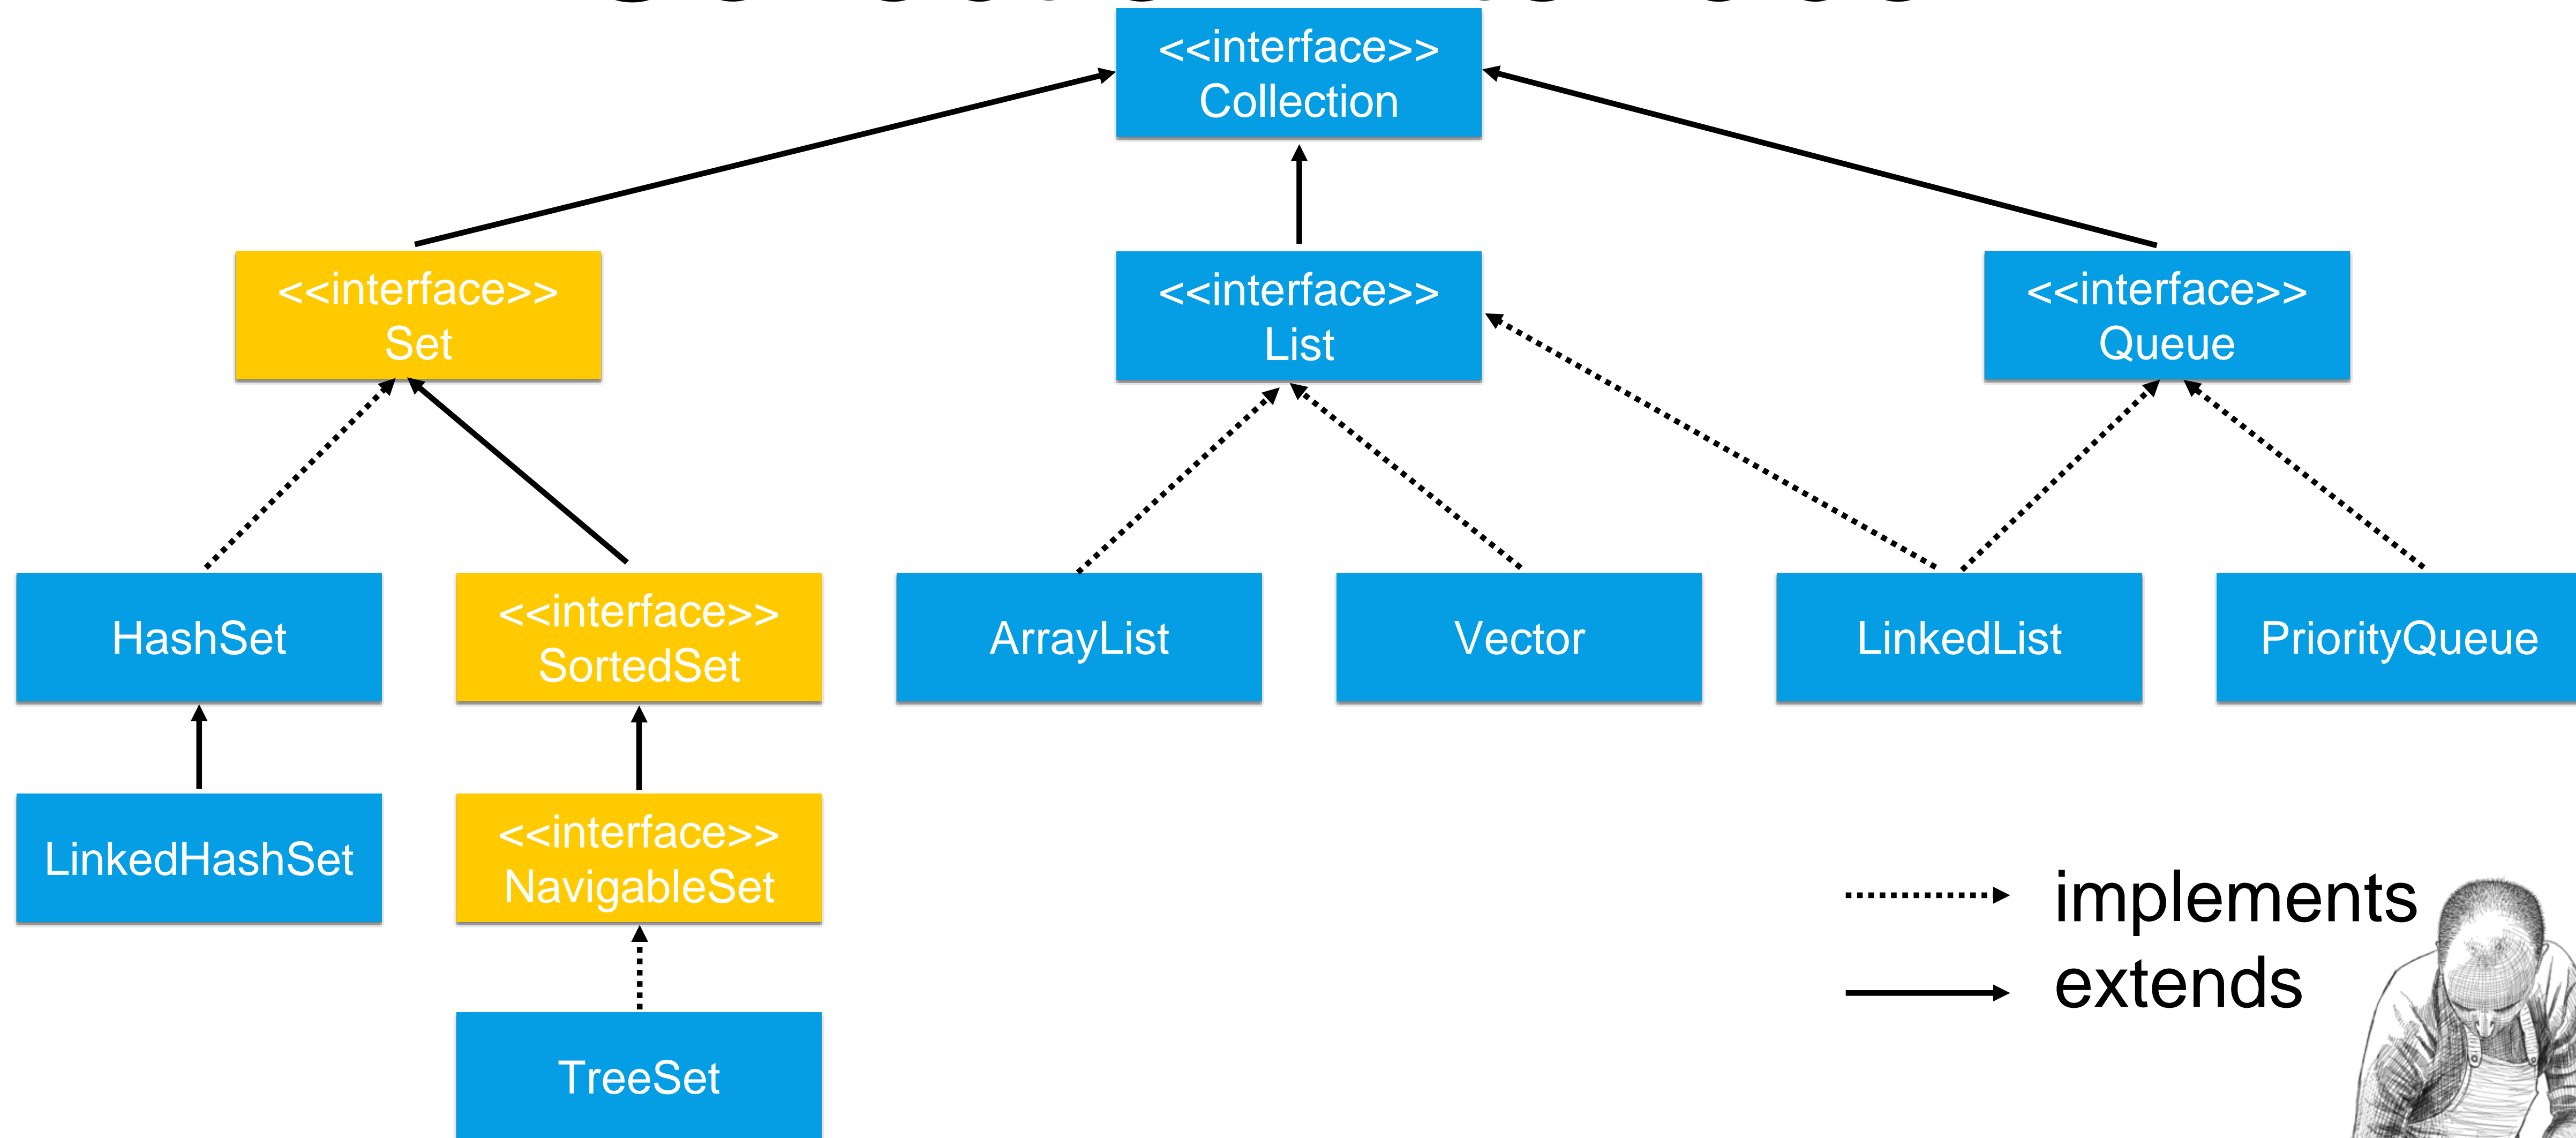 <<interface>>
Collection
<<interface>>
Set
<<interface>>
List
<<interface>>
Queue
HashSet
<<interface>>
SortedSet
ArrayList
Vector
LinkedList
PriorityQueue
LinkedHashSet
<<interface>>
NavigableSet
implements
extends
TreeSet